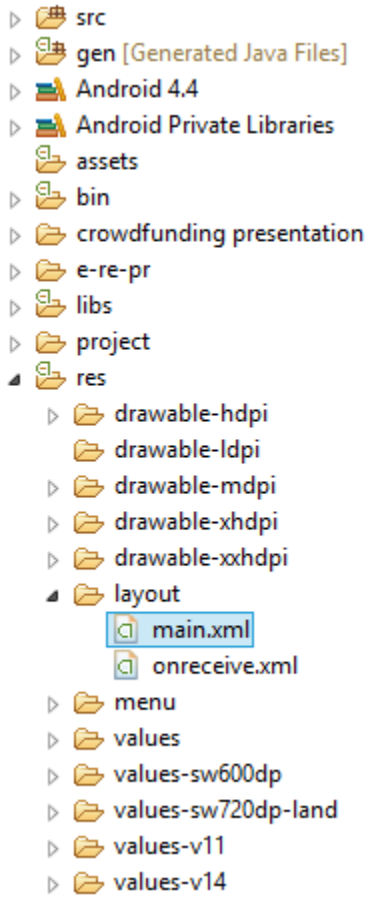 src
gen [Generated Java Files]
Android 4.4
Android Private Libraries
assets
bin
crowdfunding presentation
e-re-pr
libs
project
res
drawable-hdpi
drawable-ldpi
drawable-mdpi
drawable-xhdpi
drawable-xxhdpi
layout
main.xml
onreceive.xml
menu
values
values-sw600dp
values-sw720dp-land
values-v11
values-v14